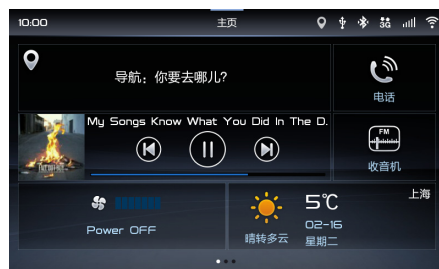 10:00
主页
3G
导航：你要去哪儿？
电话
My Songs Know What You Did In The D.
FM
收音机
Power OFF
5℃
上海
02-16
晴转多云
星期二